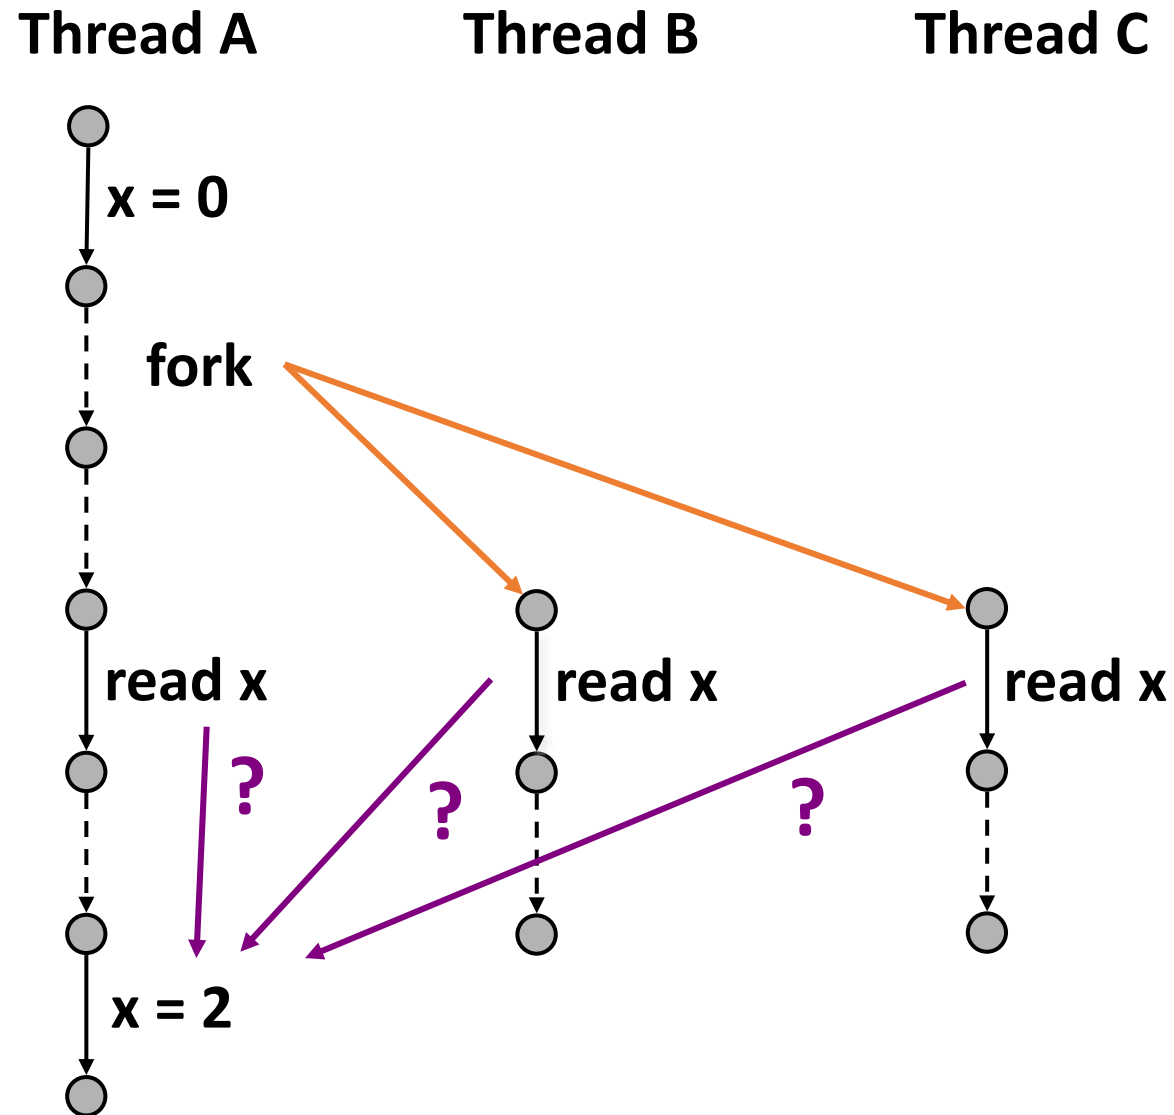 Thread A
Thread B
Thread C
x = 0
fork
read x
read x
read x
?
?
?
x = 2